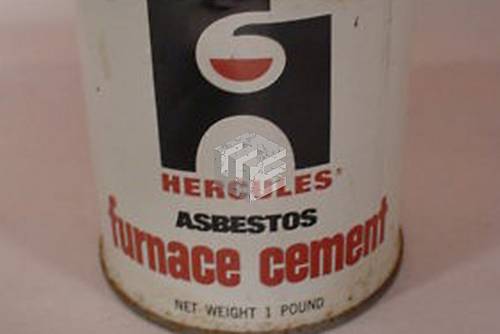 HERCULES®
ASBESTOS
furnace cement
NET WEIGHT 1 POUND